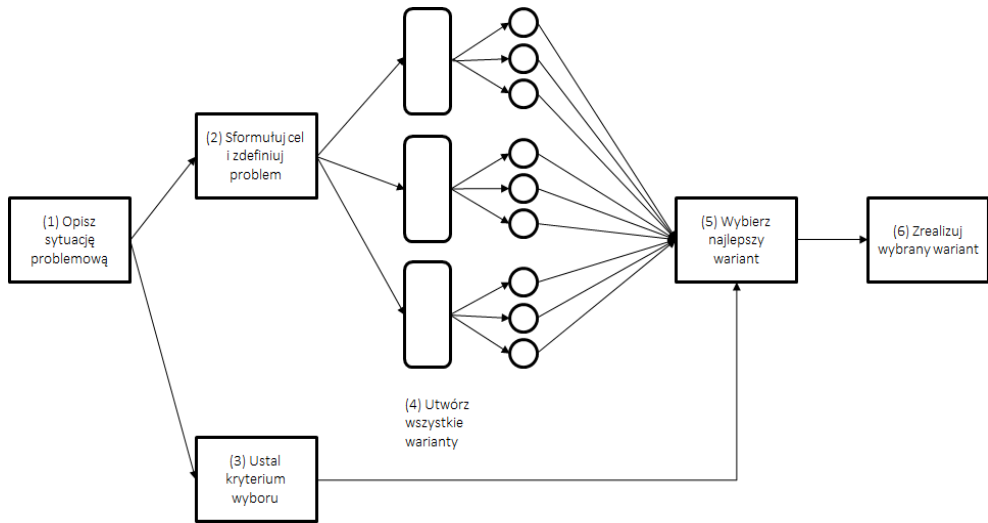 (1) Opisz
sytuację
problemową
(2) Sformułuj cel
i zdefiniuj
problem
(3) Ustal
kryterium
wyboru
(4) Utwórz
wszystkie
warianty
(5) Wybierz
najlepszy
wariant
(6) Zrealizuj
wybrany wariant